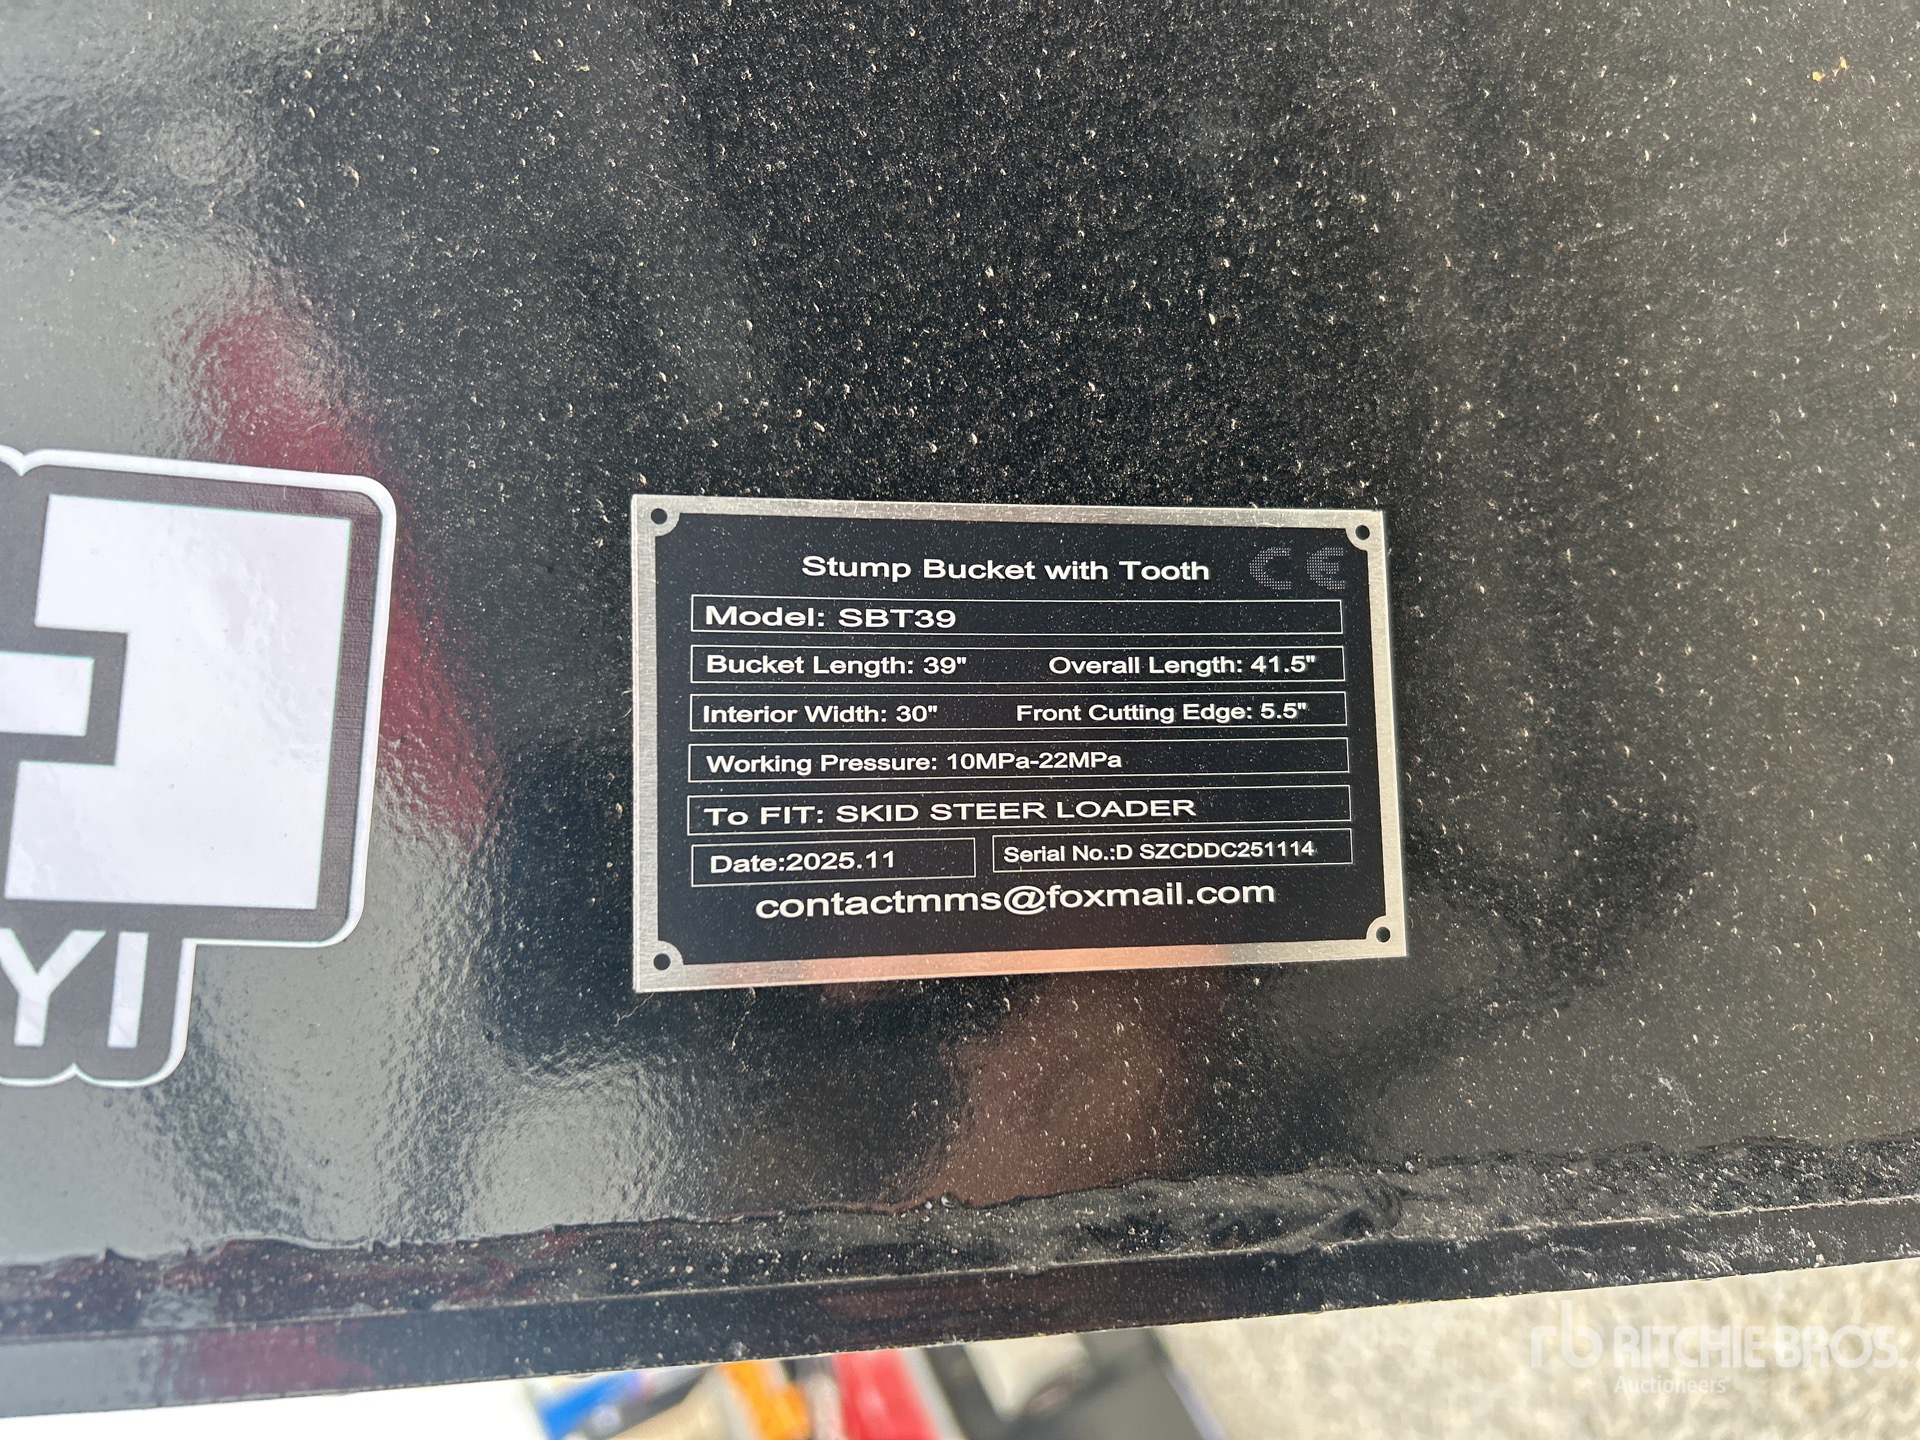 Stump Bucket with Tooth CE
Model: SBT39
Bucket Length: 39" Overall Length: 41.5"
Interior Width: 30" Front Cutting Edge: 5.5"
Working Pressure: 10MPa-22MPa
To FIT: SKID STEER LOADER
Date:2025.11 Serial No.:D SZCDDC251114
contactmms@foxmail.com
YI
rb RITCHIE BROS.
Auctioneers